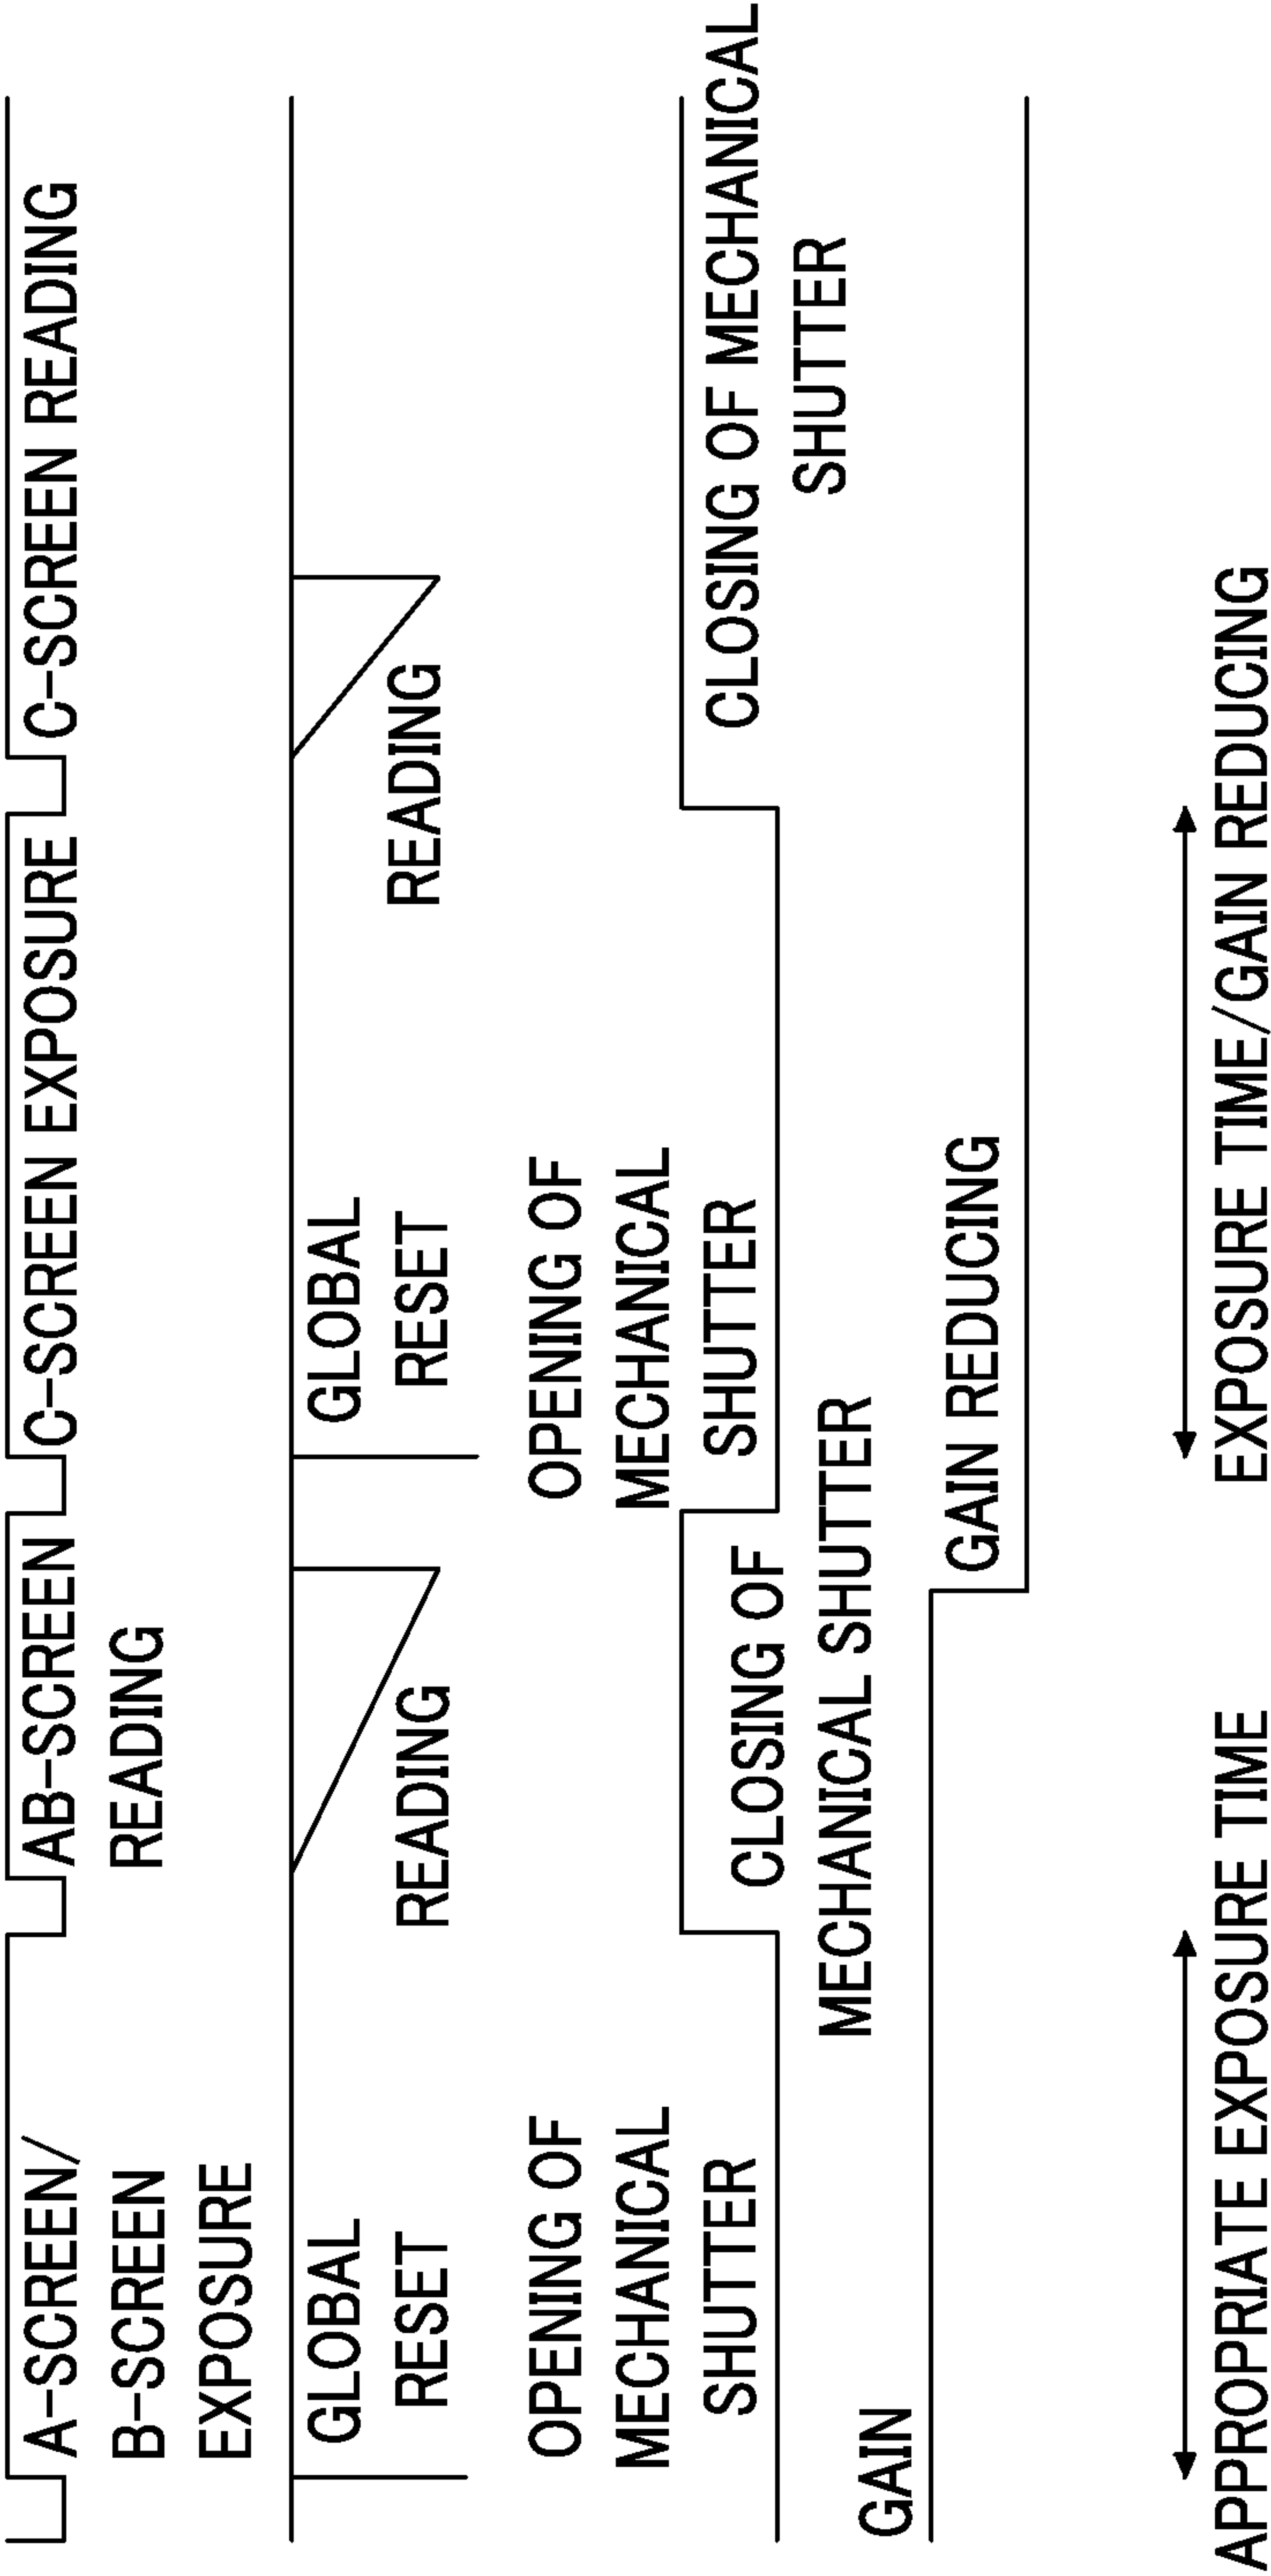 A-SCREEN/
B-SCREEN
EXPOSURE
AB-SCREEN
READING
C-SCREEN EXPOSURE
C-SCREEN READING
GLOBAL
RESET
READING
GLOBAL
RESET
READING
OPENING OF
MECHANICAL
SHUTTER
CLOSING OF
MECHANICAL SHUTTER
OPENING OF
MECHANICAL
SHUTTER
CLOSING OF MECHANICAL
SHUTTER
GAIN
GAIN REDUCING
APPROPRIATE EXPOSURE TIME
EXPOSURE TIME/GAIN REDUCING